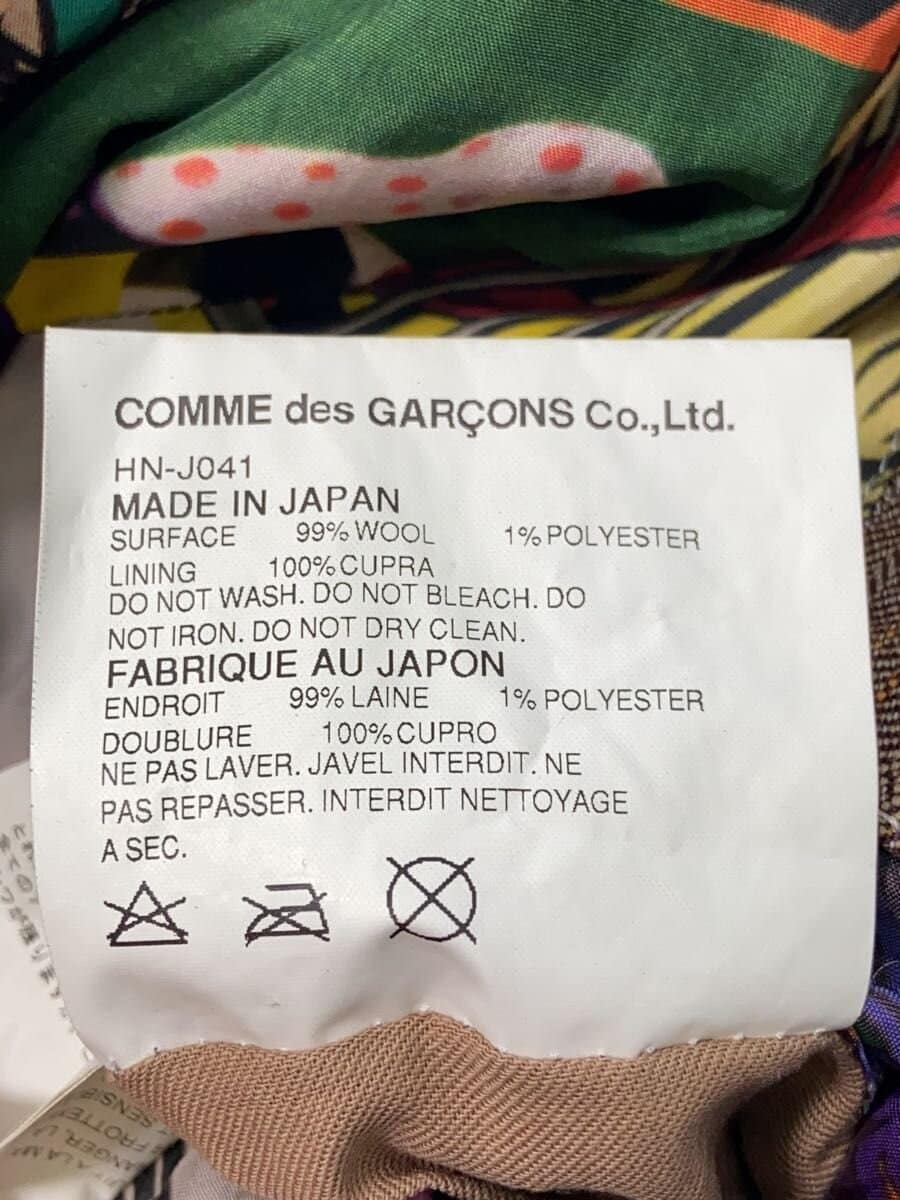 COMME des GARÇONS Co.,Ltd.
HN-J041
MADE IN JAPAN
SURFACE 99% WOOL 1% POLYESTER
LINING 100% CUPRA
DO NOT WASH. DO NOT BLEACH. DO
NOT IRON. DO NOT DRY CLEAN.
FABRIQUE AU JAPON
ENDROIT 99% LAINE 1% POLYESTER
DOUBLURE 100% CUPRO
NE PAS LAVER. JAVEL INTERDIT. NE
PAS REPASSER. INTERDIT NETTOYAGE
A SEC.